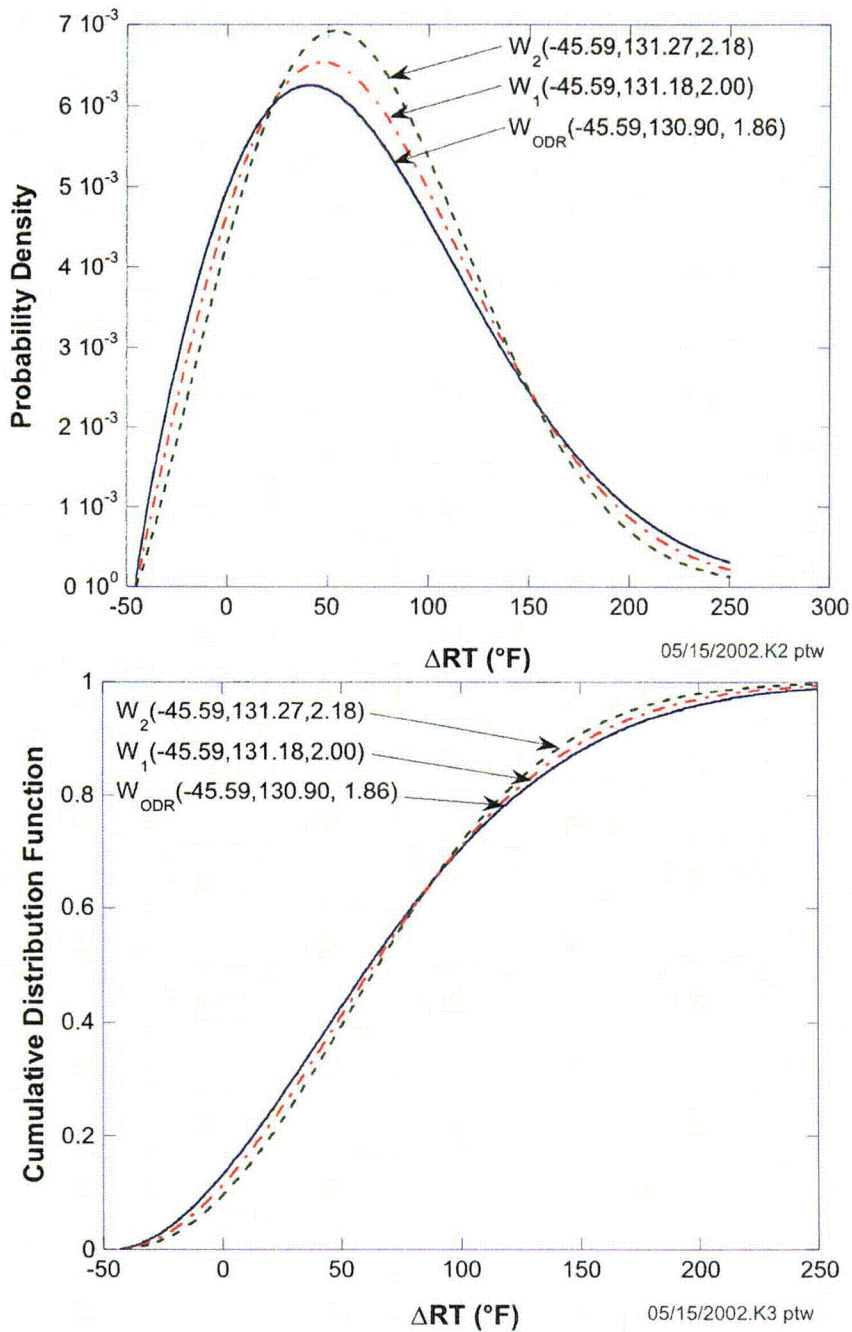 7 10⁻³
6 10⁻³
5 10⁻³
4 10⁻³
3 10⁻³
2 10⁻³
1 10⁻³
0 10⁰
Probability Density
W₂(-45.59,131.27,2.18)
W₁(-45.59,131.18,2.00)
W_ODR(-45.59,130.90, 1.86)
-50 0 50 100 150 200 250 300
ΔRT (°F)
05/15/2002.K2 ptw
1
0.8
0.6
0.4
0.2
0
Cumulative Distribution Function
W₂(-45.59,131.27,2.18)
W₁(-45.59,131.18,2.00)
W_ODR(-45.59,130.90, 1.86)
-50 0 50 100 150 200 250
ΔRT (°F)
05/15/2002.K3 ptw